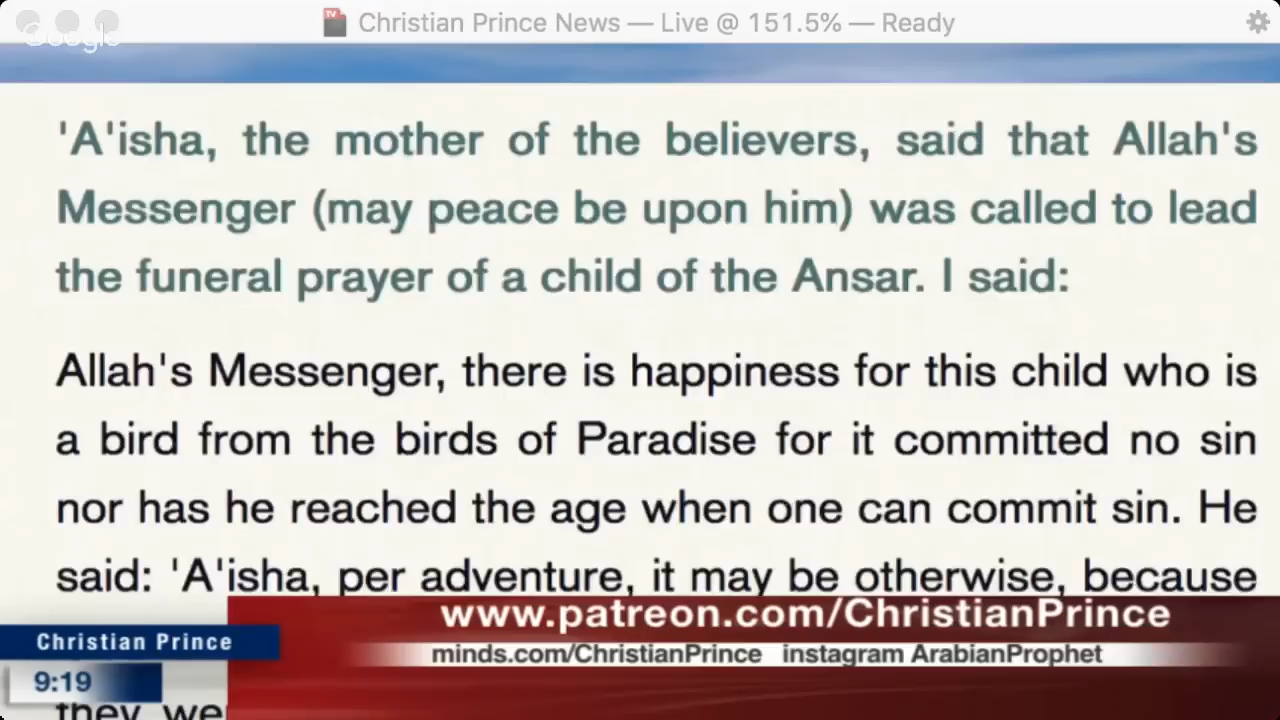 Christian Prince News — Live @ 151.5% — Ready
Google
'A'isha, the mother of the believers, said that Allah's
Messenger (may peace be upon him) was called to lead
the funeral prayer of a child of the Ansar. I said:
Allah's Messenger, there is happiness for this child who is
a bird from the birds of Paradise for it committed no sin
nor has he reached the age when one can commit sin. He
said: 'A'isha, per adventure, it may be otherwise, because
www.patreon.com/ChristianPrince
Christian Prince
minds.com/ChristianPrince instagram ArabianProphet
9:19
they